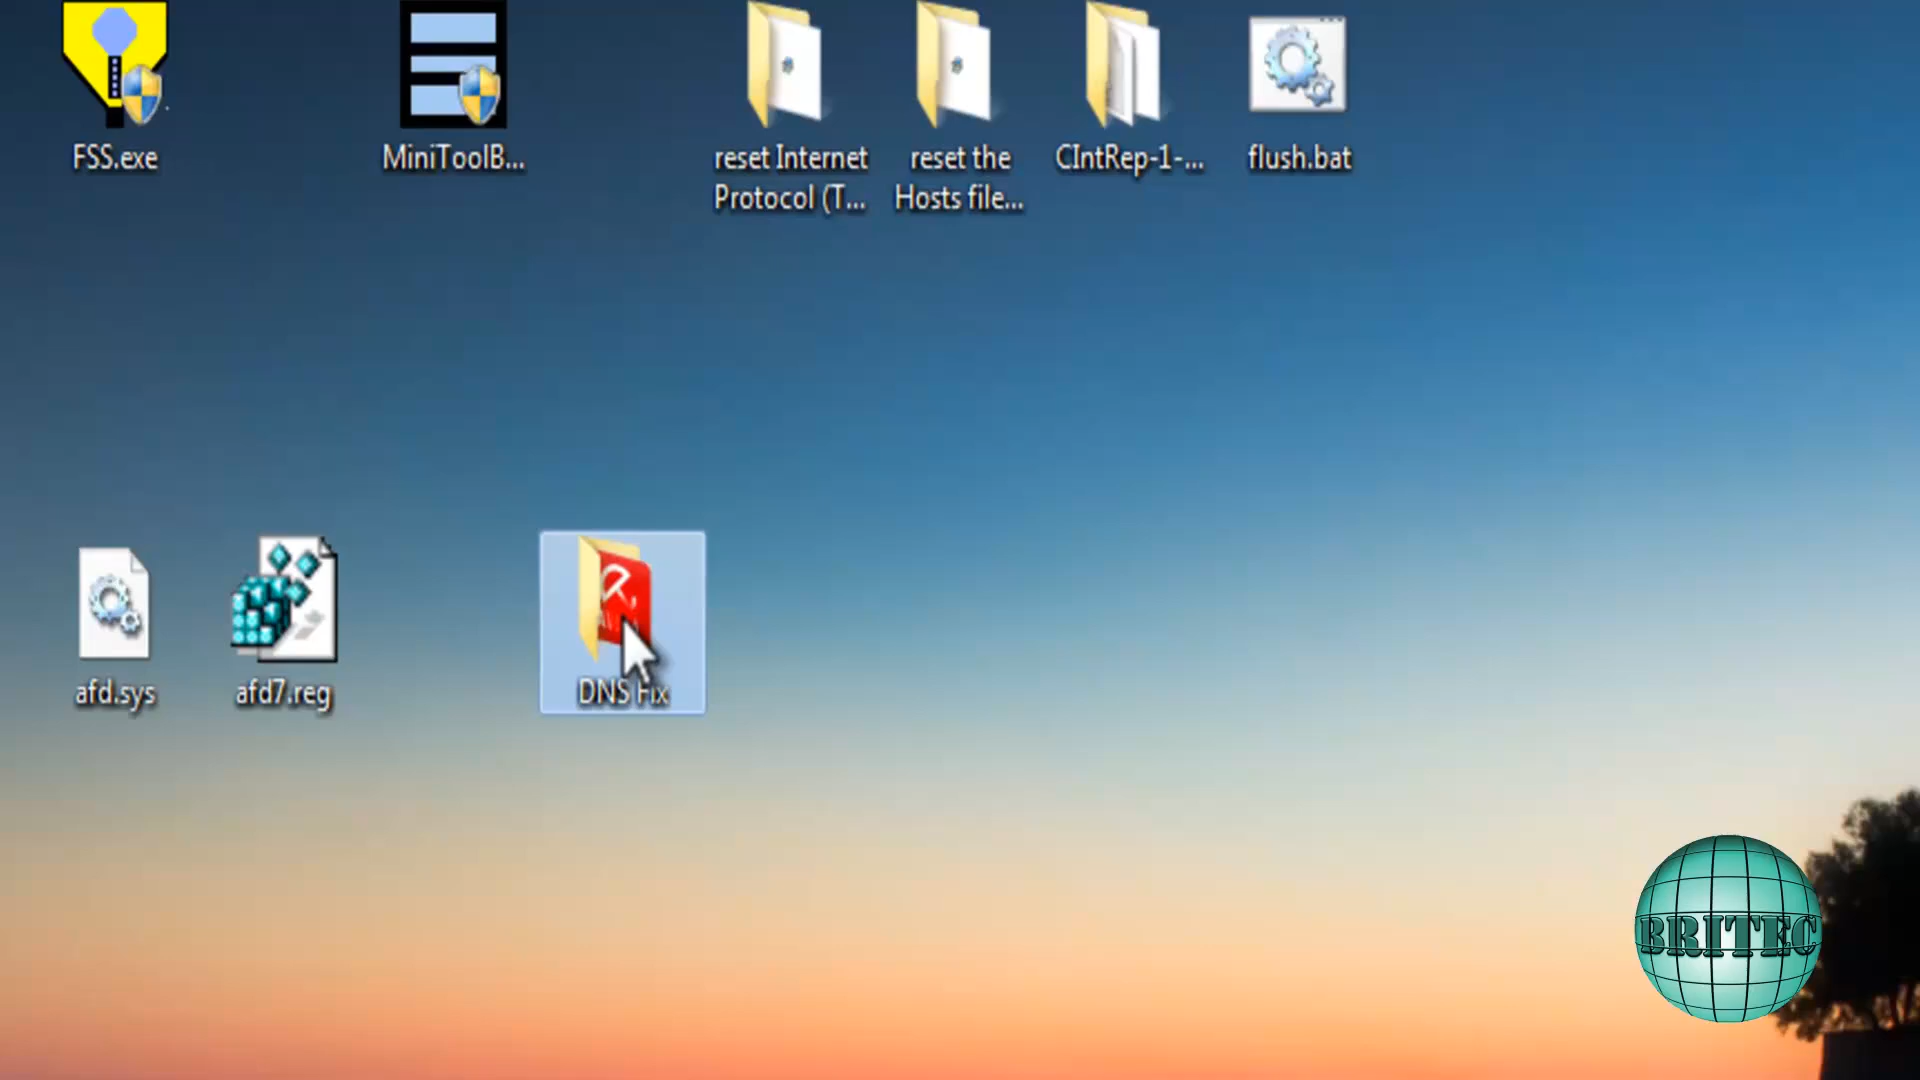 FSS.exe
MiniToolB...
reset Internet
Protocol (T...
reset the
Hosts file...
CIntRep-1-...
flush.bat
afd.sys
afd7.reg
DNS Fix
BRITEC